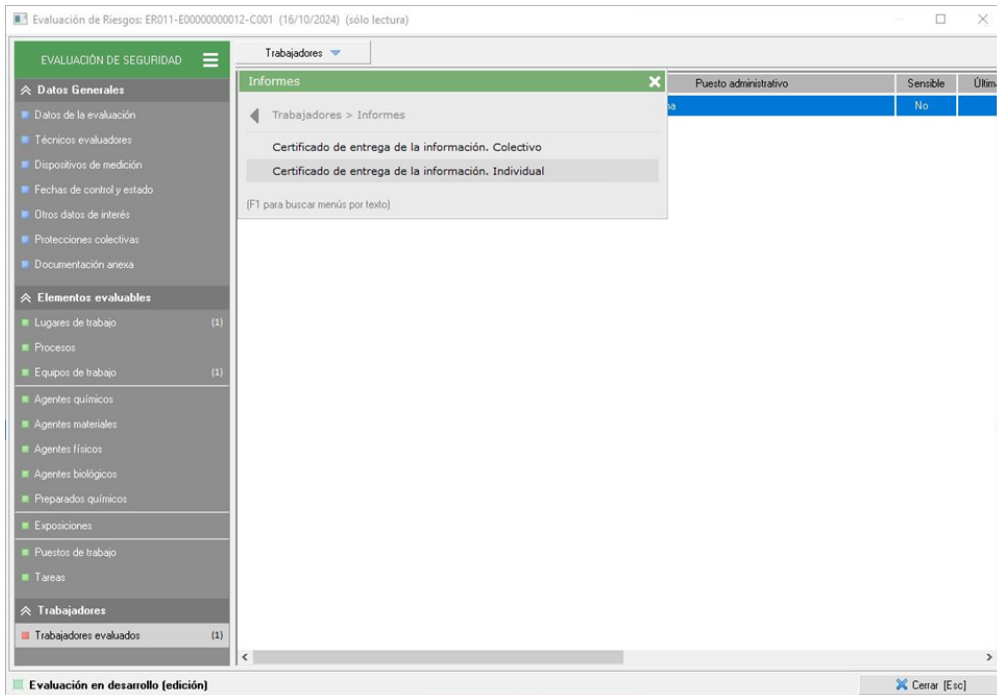 Evaluación de Riesgos: ER011-E00000000012-C001 (16/10/2024) (sólo lectura)
EVALUACIÓN DE SEGURIDAD
Datos Generales
Datos de la evaluación
Técnicos evaluadores
Dispositivos de medición
Fechas de control y estado
Otros datos de interés
Protecciones colectivas
Documentación anexa
Elementos evaluables
Lugares de trabajo (1)
Procesos
Equipos de trabajo (1)
Agentes químicos
Agentes materiales
Agentes físicos
Agentes biológicos
Preparados químicos
Exposiciones
Puestos de trabajo
Tareas
Trabajadores
Trabajadores evaluados (1)
Trabajadores
Informes
Trabajadores > Informes
Certificado de entrega de la información. Colectivo
Certificado de entrega de la información. Individual
(F1 para buscar menús por texto)
Puesto administrativo Sensible
No
Evaluación en desarrollo (edición)
Cerrar [Esc]